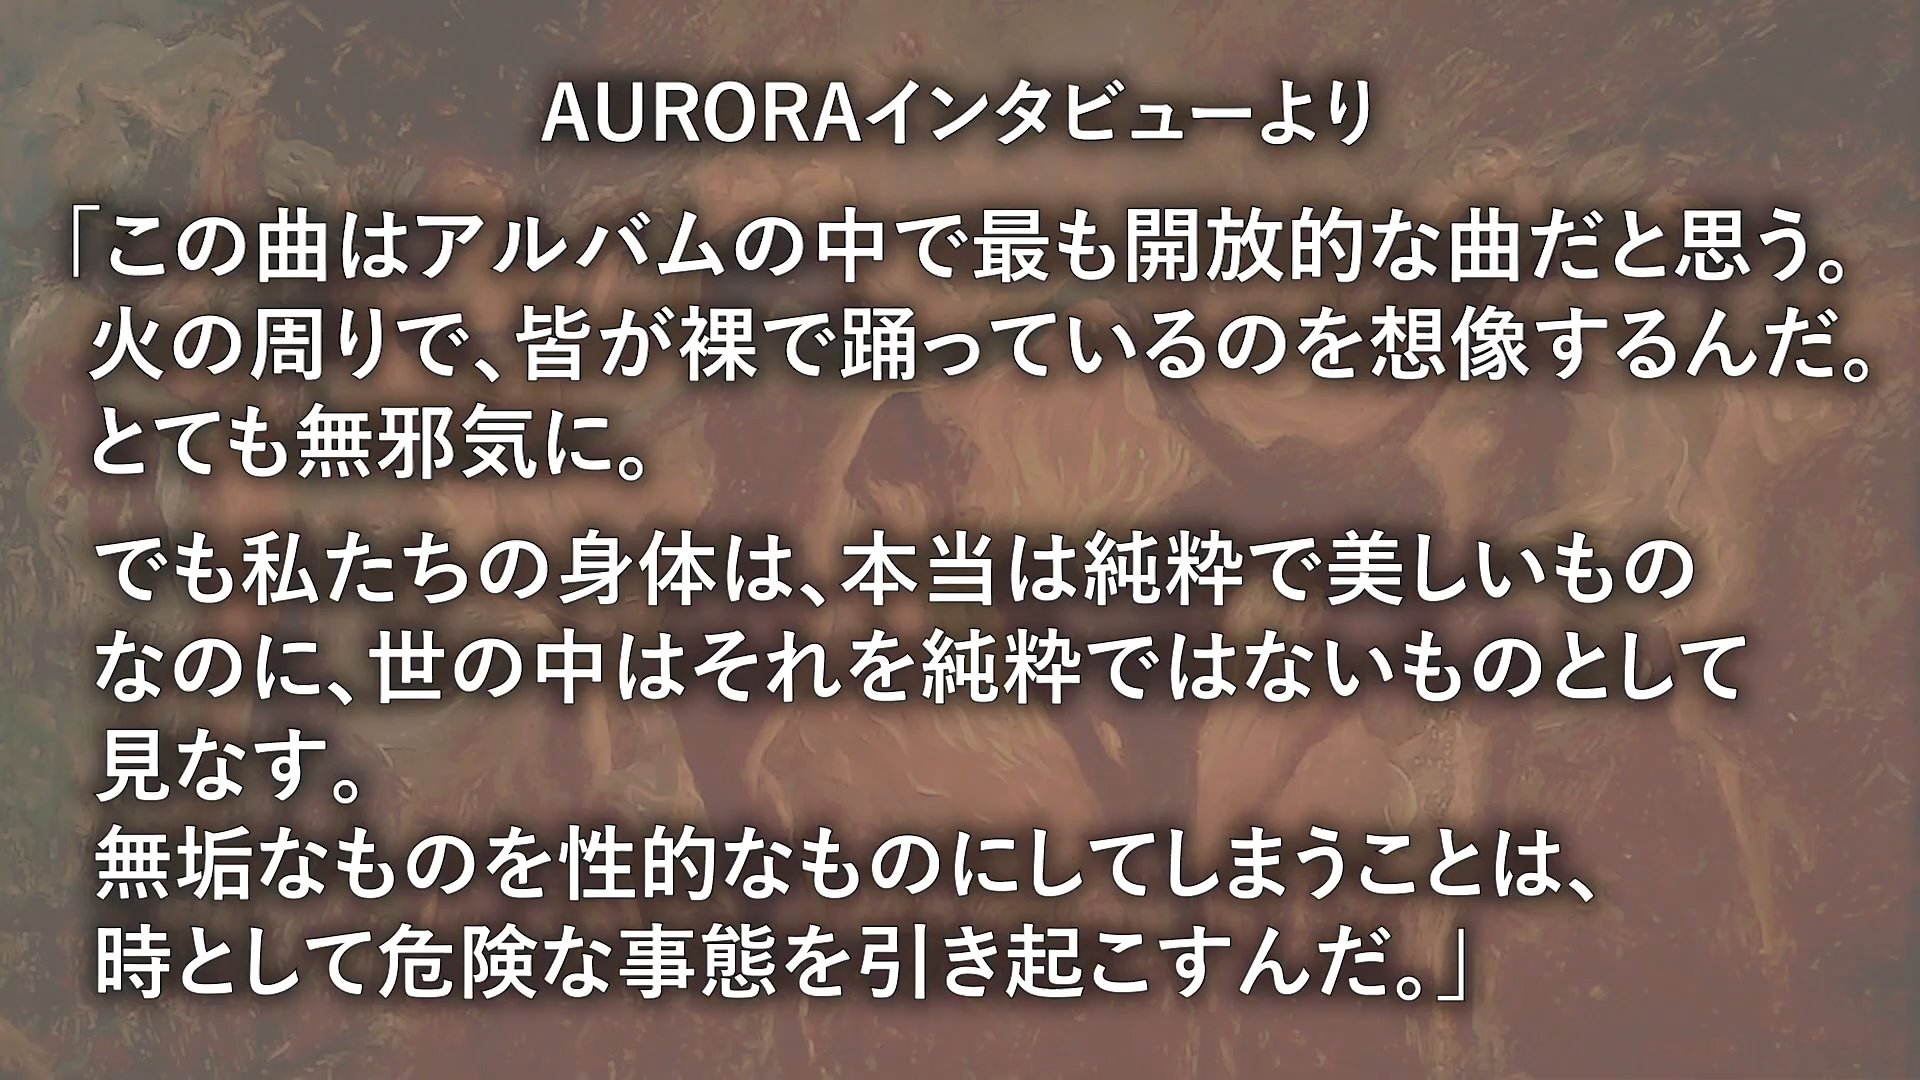 AURORAインタビューより
「この曲はアルバムの中で最も開放的な曲だと思う。
火の周りで、皆が裸で踊っているのを想像するんだ。
とても無邪気に。
でも私たちの身体は、本当は純粋で美しいもの
なのに、世の中はそれを純粋ではないものとして
見なす。
無垢なものを性的なものにしてしまうことは、
時として危険な事態を引き起こすんだ。」